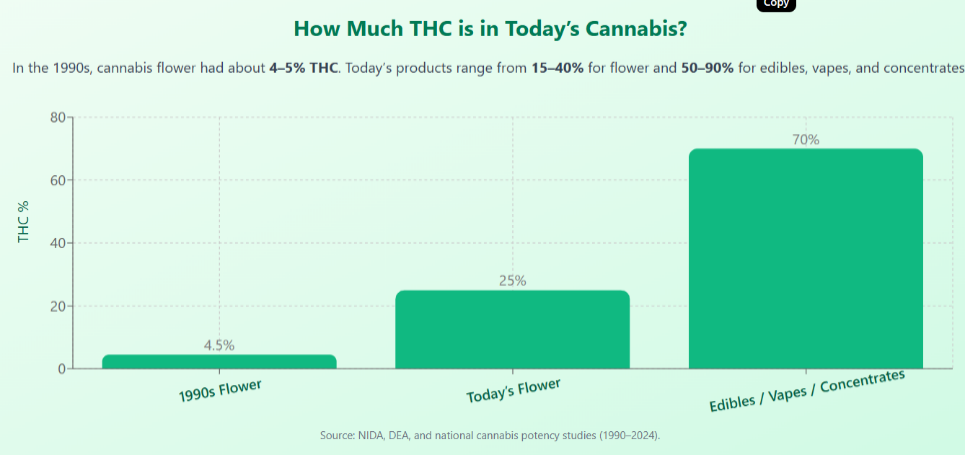 Copy
How Much THC is in Today's Cannabis?
In the 1990s, cannabis flower had about 4–5% THC. Today's products range from 15–40% for flower and 50–90% for edibles, vapes, and concentrates
80
70%
60
THC %
40
25%
20
4.5%
0
1990s Flower
Today's Flower
Edibles / Vapes / Concentrates
Source: NIDA, DEA, and national cannabis potency studies (1990–2024).